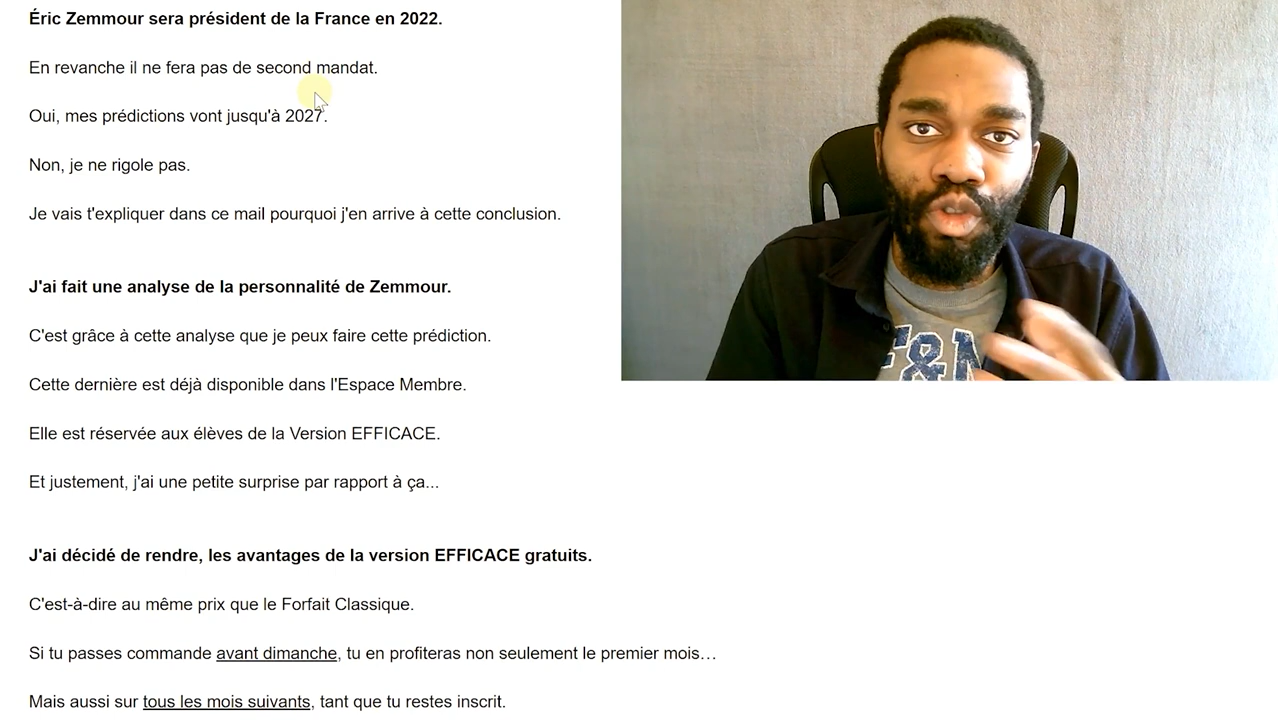 Éric Zemmour sera président de la France en 2022.
En revanche il ne fera pas de second mandat.
Oui, mes prédictions vont jusqu'à 2027.
Non, je ne rigole pas.
Je vais t'expliquer dans ce mail pourquoi j'en arrive à cette conclusion.
J'ai fait une analyse de la personnalité de Zemmour.
C'est grâce à cette analyse que je peux faire cette prédiction.
Cette dernière est déjà disponible dans l'Espace Membre.
Elle est réservée aux élèves de la Version EFFICACE.
Et justement, j'ai une petite surprise par rapport à ça...
J'ai décidé de rendre, les avantages de la version EFFICACE gratuits.
C'est-à-dire au même prix que le Forfait Classique.
Si tu passes commande avant dimanche, tu en profiteras non seulement le premier mois…
Mais aussi sur tous les mois suivants, tant que tu restes inscrit.